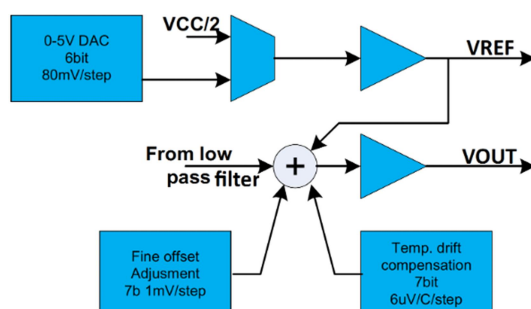 VCC/2
0-5V DAC
6bit
80mV/step
VREF
From low
pass filter
+
VOUT
Fine offset
Adjusment
7b 1mV/step
Temp. drift
compensation
7bit
6uV/C/step